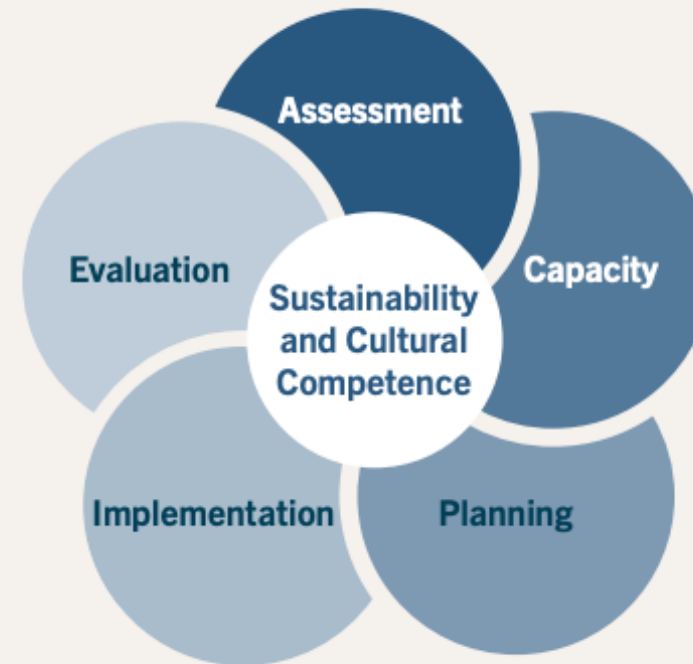 Assessment
Capacity
Planning
Implementation
Evaluation
Sustainability
and Cultural
Competence